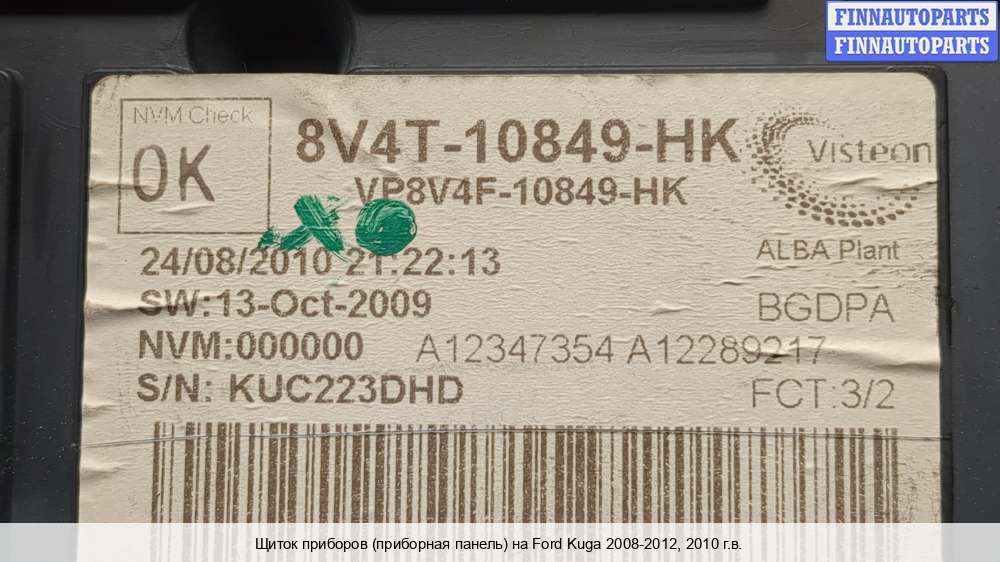 FINNAUTOPARTS
FINNAUTOPARTS
NVM Check
OK
8V4T-10849-HK
VP8V4F-10849-HK
Visteon
24/08/2010 21:22:13
ALBA Plant
SW:13-Oct-2009
BGDPA
NVM:000000
A12347354 A12289217
S/N: KUC223DHD
FCT:3/2
Щиток приборов (приборная панель) на Ford Kuga 2008-2012, 2010 г.в.